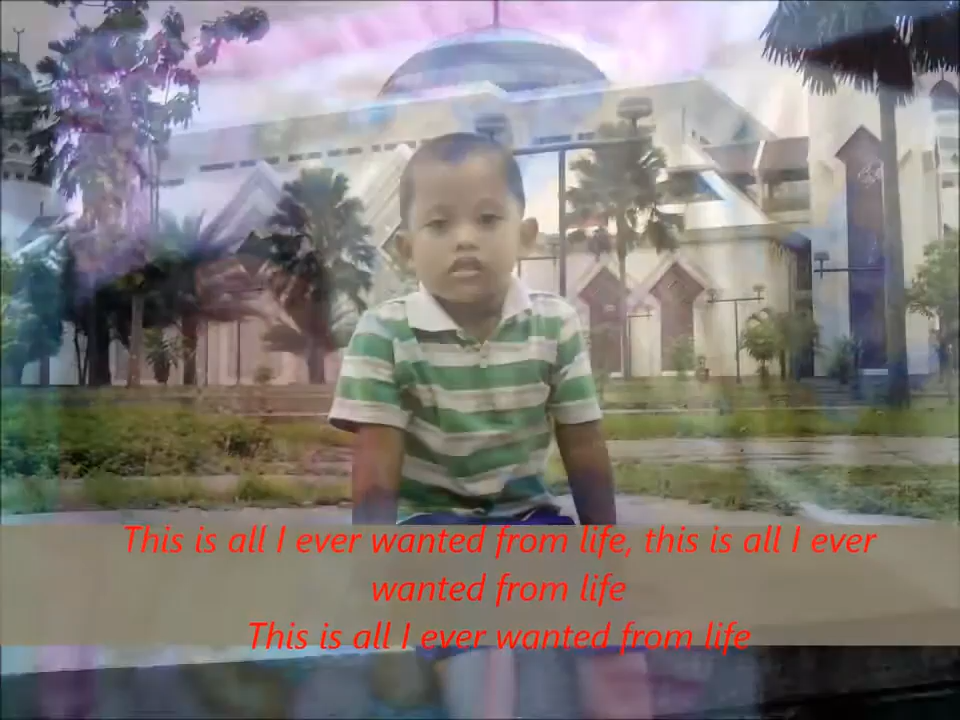 This is all I ever wanted from life, this is all I ever
wanted from life
This is all I ever wanted from life